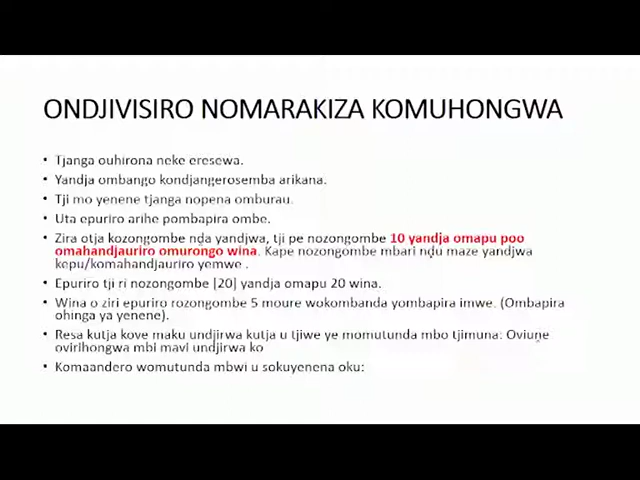 ONDJIVISIRO NOMARAKIZA KOMUHONGWA
• Tjanga ouhirona neke eresewa.
• Yandja ombango kondjangerosemba arikana.
• Tji mo yenene tjanga nopena omburau.
• Uta epuriro arihe pombapira ombe.
• Zira otja kozongombe nḓa yandjwa, tji pe nozongombe 10 yandja omapu poo
omahandjauriro omurongo wina. Kape nozongombe mbari nḓu maze yandjwa
kepu/komahandjauriro yemwe .
• Epuriro tji ri nozongombe |20| yandja omapu 20 wina.
• Wina o ziri epuriro rozongombe 5 moure wokombanda yombapira imwe. (Ombapira
ohinga ya yenene).
• Resa kutja kove maku undjirwa kutja u tjiwe ye momutunda mbo tjimuna: Oviuṋe
ovirihongwa mbi mavi undjirwa ko
• Komaandero womutunda mbwi u sokuyenena oku: